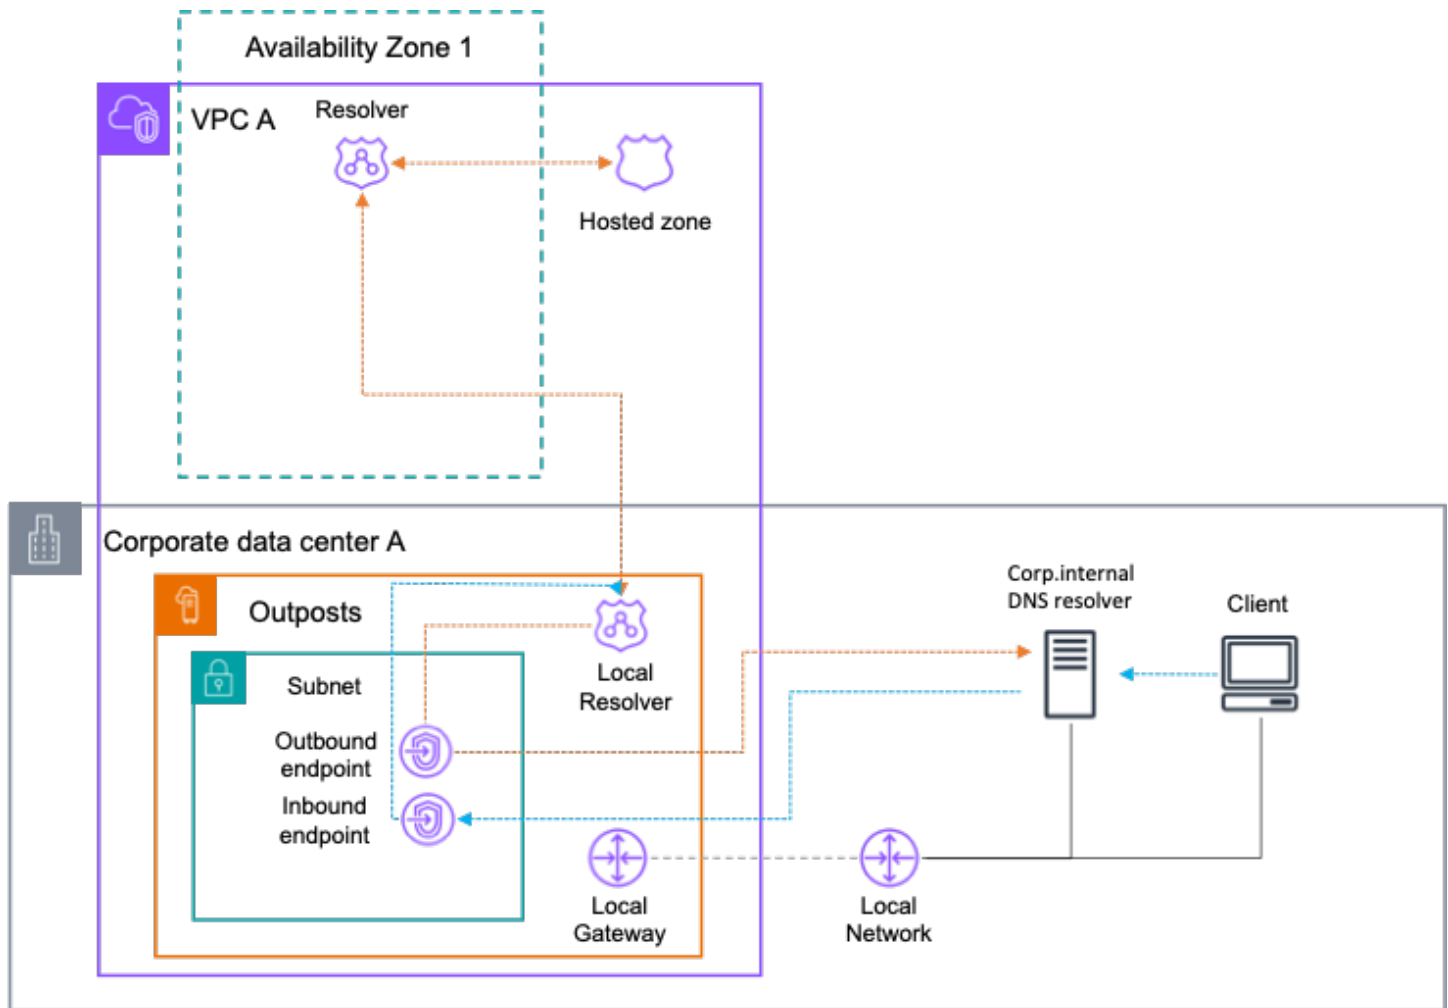 Availability Zone 1
VPC A
Resolver
Hosted zone
Corporate data center A
Outposts
Subnet
Local
Resolver
Outbound
endpoint
Inbound
endpoint
Local
Gateway
Local
Network
Corp.internal
DNS resolver
Client